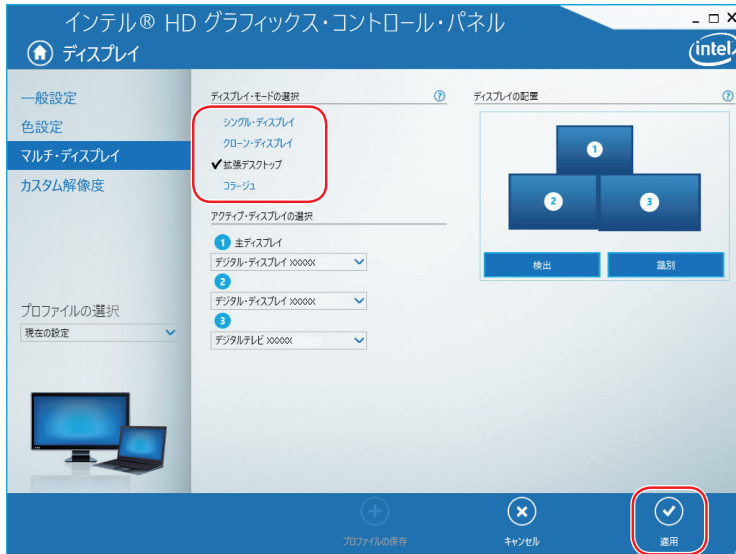 インテル® HD グラフィックス・コントロール・パネル
ディスプレイ
intel
一般設定
色設定
マルチ・ディスプレイ
カスタム解像度
プロファイルの選択
現在の設定
ディスプレイ・モードの選択
?
シングル・ディスプレイ
クローン・ディスプレイ
✔拡張デスクトップ
コラージュ
アクティブ・ディスプレイの選択
1 主ディスプレイ
デジタル・ディスプレイ xxxxx
2
デジタル・ディスプレイ xxxxx
3
デジタルテレビ xxxxx
ディスプレイの配置
?
1
2
3
検出
識別
プロファイルの保存
キャンセル
適用